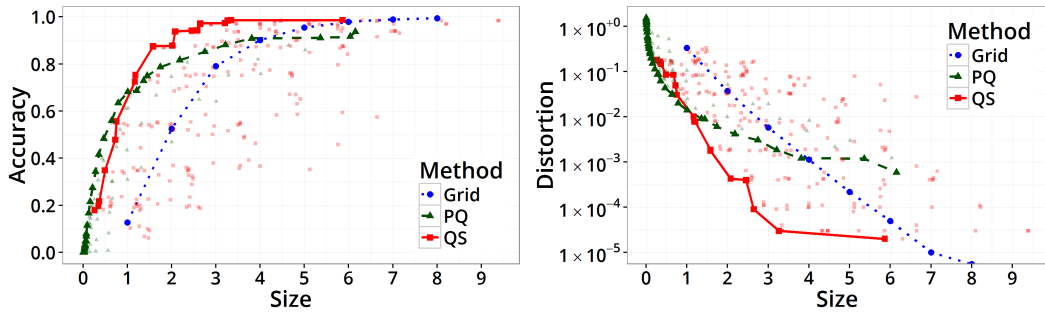 Accuracy
1.0
0.8
0.6
0.4
0.2
0.0
0 1 2 3 4 5 6 7 8 9
Size
Method
Grid
PQ
QS
Distortion
1 × 10⁺⁰
1 × 10⁻¹
1 × 10⁻²
1 × 10⁻³
1 × 10⁻⁴
1 × 10⁻⁵
0 1 2 3 4 5 6 7 8 9
Size
Method
Grid
PQ
QS